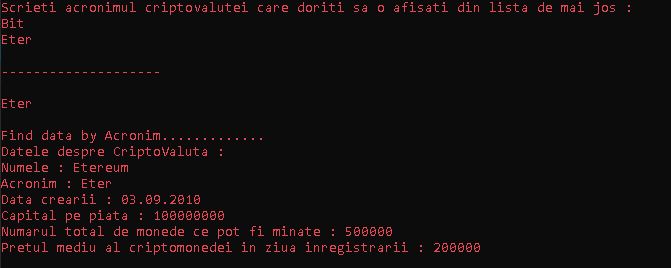 Scrieti acronimul criptovalutei care doriti sa o afisati din lista de mai jos :
Bit
Eter
--------------------
Eter
Find data by Acronim.............
Datele despre CriptoValuta :
Numele : Etereum
Acronim : Eter
Data crearii : 03.09.2010
Capital pe piata : 100000000
Numarul total de monede ce pot fi minate : 500000
Pretul mediu al criptomonedei in ziua inregistrarii : 200000